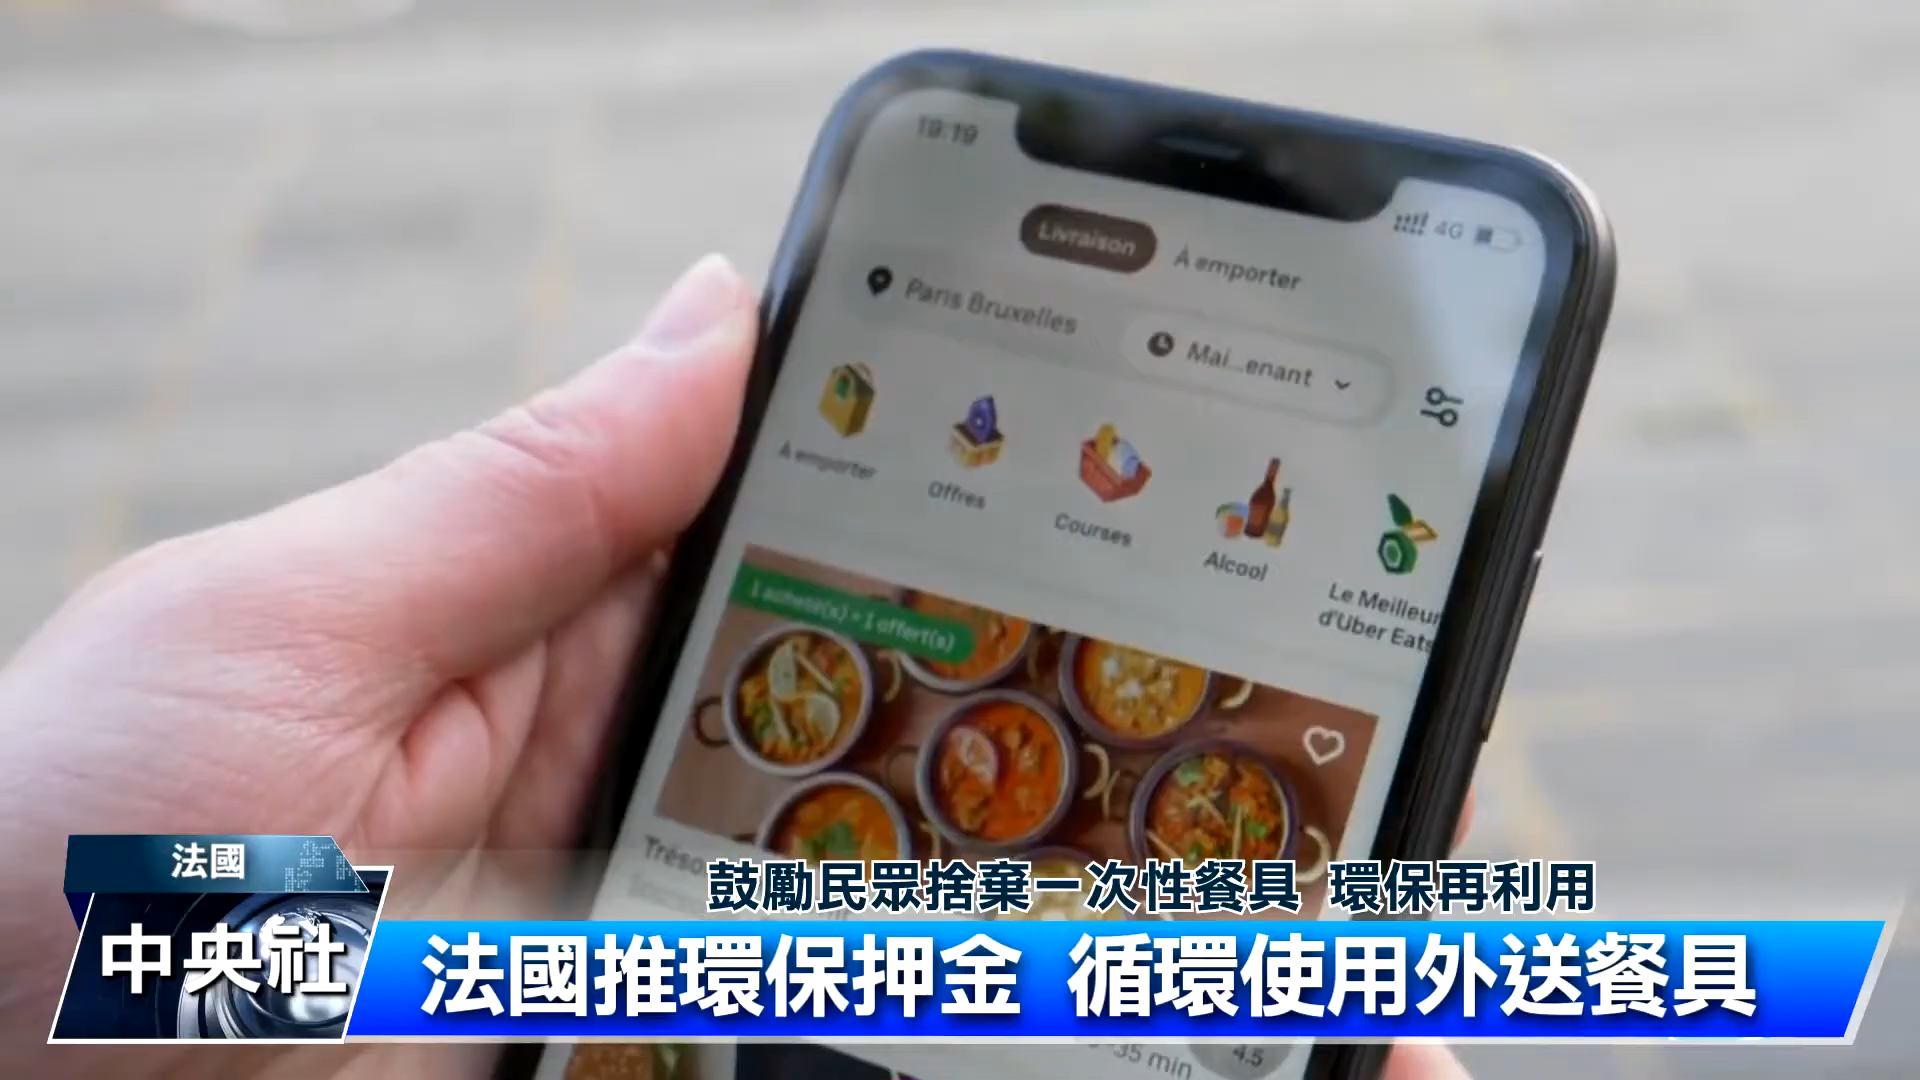 19:19
4G
Livraison
À emporter
Paris Bruxelles
Mai...enant
À emporter
Offres
Courses
Alcool
Le Meilleur
d'Uber Eats
1 acheté(s) = 1 offert(s)
法國
鼓勵民眾捨棄一次性餐具 環保再利用
中央社
法國推環保押金 循環使用外送餐具
35 min
4.5